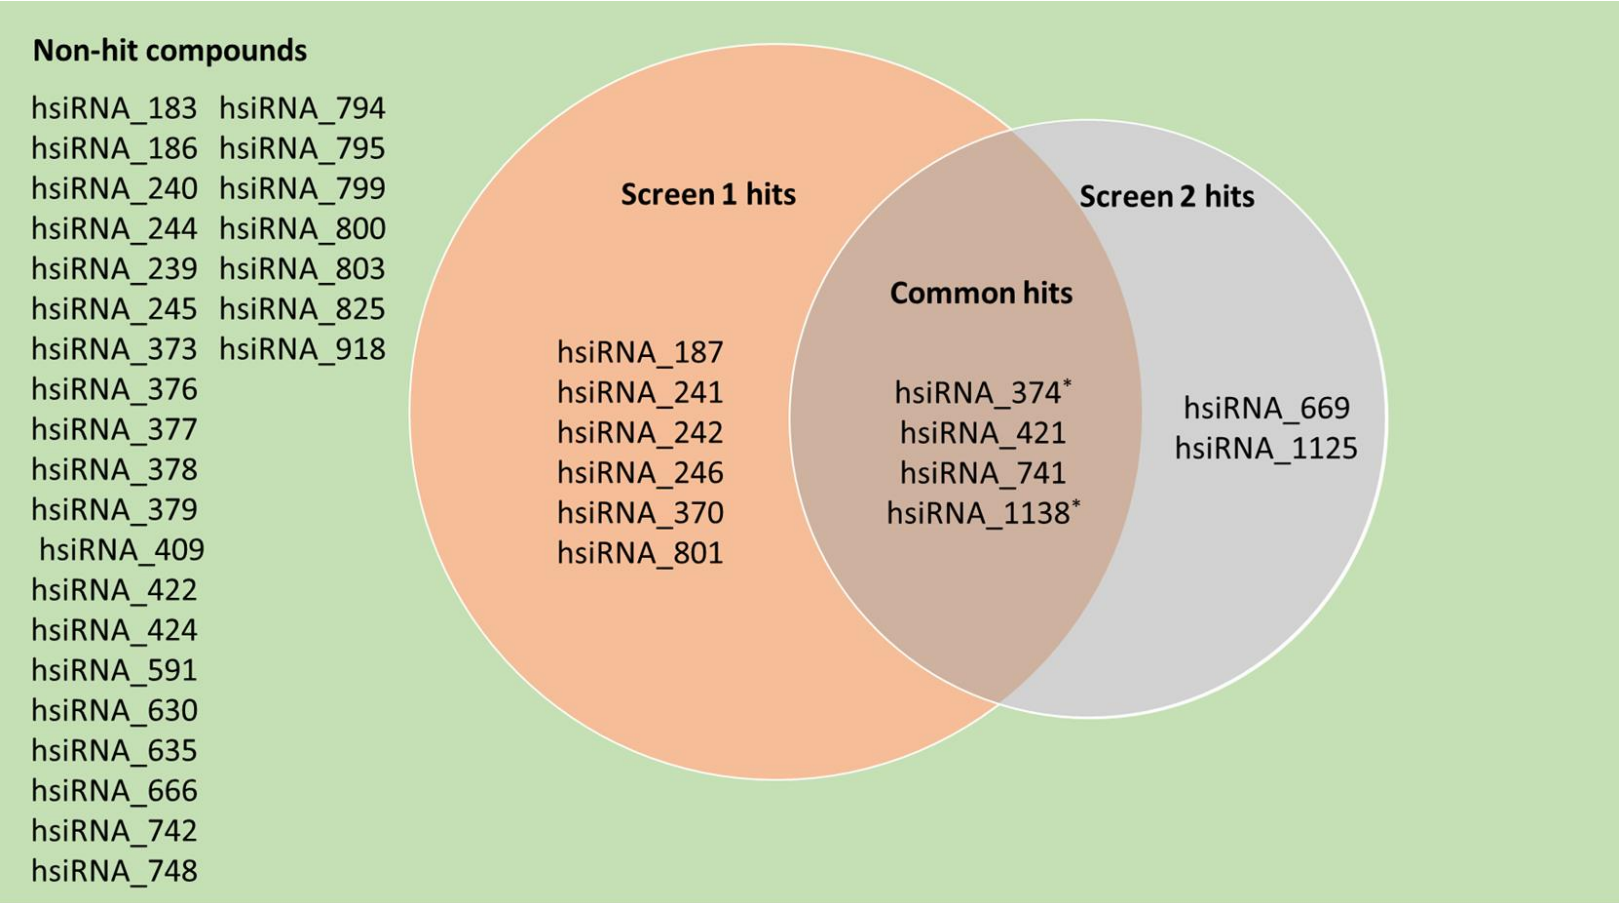 Non-hit compounds
hsiRNA_183
hsiRNA_186
hsiRNA_240
hsiRNA_244
hsiRNA_239
hsiRNA_245
hsiRNA_373
hsiRNA_376
hsiRNA_377
hsiRNA_378
hsiRNA_379
hsiRNA_409
hsiRNA_422
hsiRNA_424
hsiRNA_591
hsiRNA_630
hsiRNA_635
hsiRNA_666
hsiRNA_742
hsiRNA_748
hsiRNA_794
hsiRNA_795
hsiRNA_799
hsiRNA_800
hsiRNA_803
hsiRNA_825
hsiRNA_918
Screen 1 hits
hsiRNA_187
hsiRNA_241
hsiRNA_242
hsiRNA_246
hsiRNA_370
hsiRNA_801
Common hits
hsiRNA_374*
hsiRNA_421
hsiRNA_741
hsiRNA_1138*
Screen 2 hits
hsiRNA_669
hsiRNA_1125